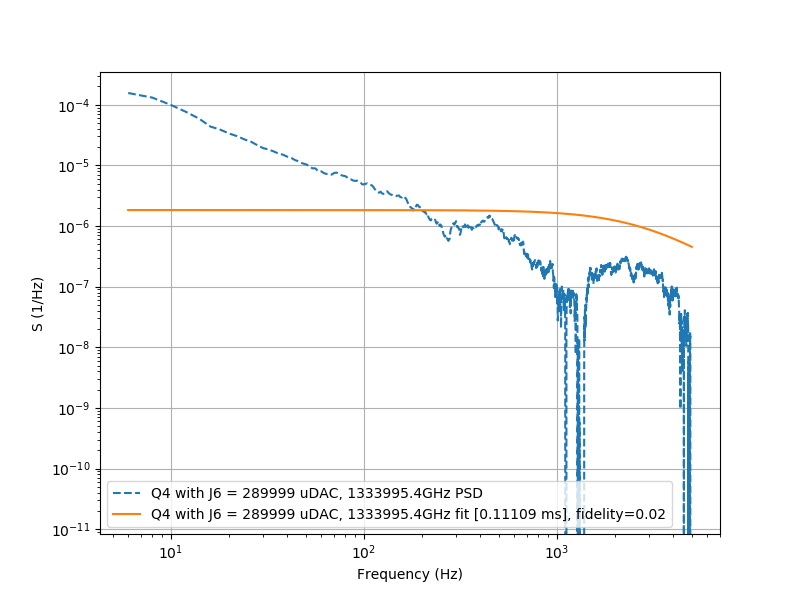 10⁻⁴
10⁻⁵
10⁻⁶
10⁻⁷
10⁻⁸
10⁻⁹
10⁻¹⁰
10⁻¹¹
S (1/Hz)
Q4 with J6 = 289999 uDAC, 1333995.4GHz PSD
Q4 with J6 = 289999 uDAC, 1333995.4GHz fit [0.11109 ms], fidelity=0.02
10¹ 10² 10³
Frequency (Hz)